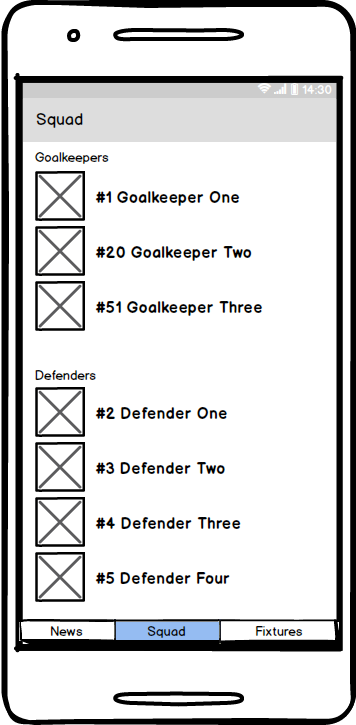 14:30
Squad
Goalkeepers
#1 Goalkeeper One
#20 Goalkeeper Two
#51 Goalkeeper Three
Defenders
#2 Defender One
#3 Defender Two
#4 Defender Three
#5 Defender Four
News Squad Fixtures